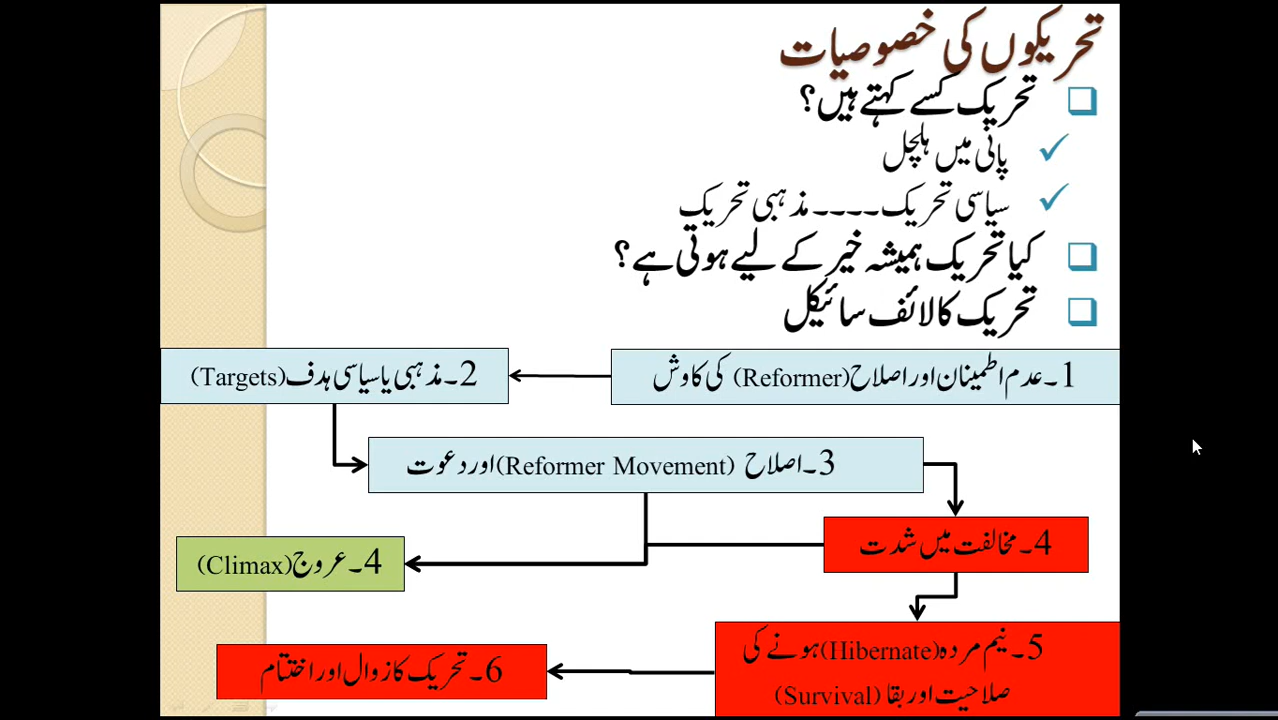 تحریکوں کی خصوصیات
تحریک کسے کہتے ہیں؟
پانی میں ہلچل
سیاسی تحریک۔۔۔۔مذہبی تحریک
کیا تحریک ہمیشہ خیر کے لیے ہوتی ہے؟
تحریک کا لائف سائیکل
1۔عدم اطمینان اور اصلاح(Reformer) کی کاوش
2۔مذہبی یا سیاسی ہدف(Targets)
3۔اصلاح (Reformer Movement)اور دعوت
4۔مخالفت میں شدت
4۔عروج(Climax)
5۔نیم مردہ(Hibernate)ہونے کی
صلاحیت اور بقا (Survival)
6۔تحریک کا زوال اور اختتام